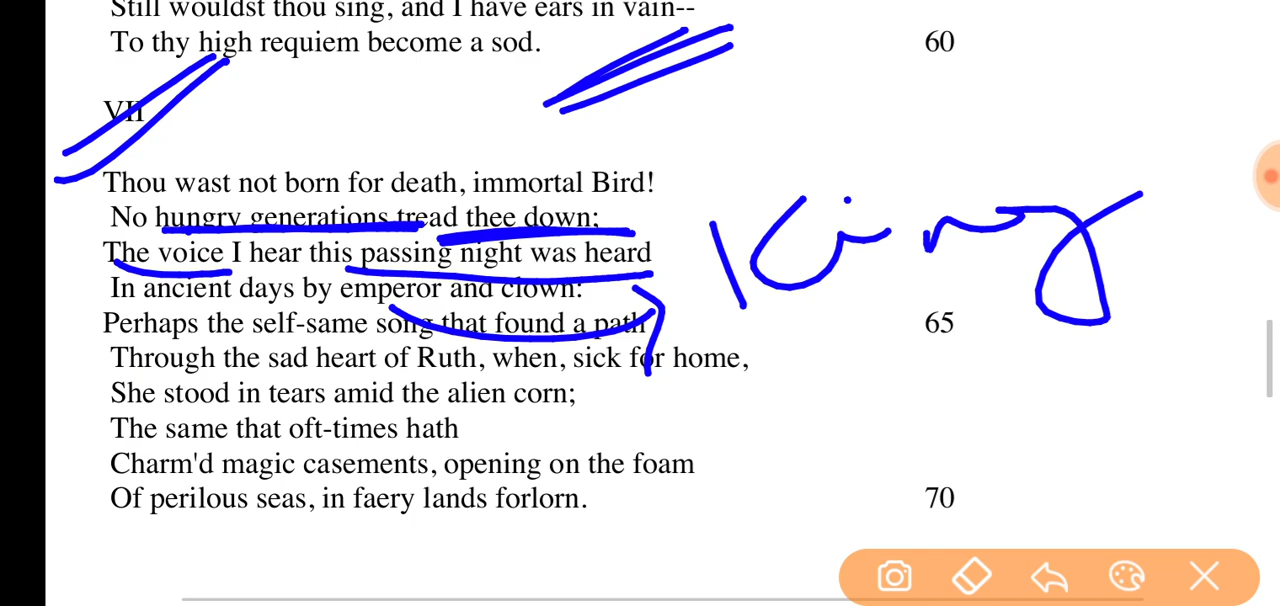 Still wouldst thou sing, and I have ears in vain--
To thy high requiem become a sod. 60
VII
Thou wast not born for death, immortal Bird!
No hungry generations tread thee down;
The voice I hear this passing night was heard
In ancient days by emperor and clown:
King
Perhaps the self-same song that found a path 65
Through the sad heart of Ruth, when, sick for home,
She stood in tears amid the alien corn;
The same that oft-times hath
Charm'd magic casements, opening on the foam
Of perilous seas, in faery lands forlorn. 70